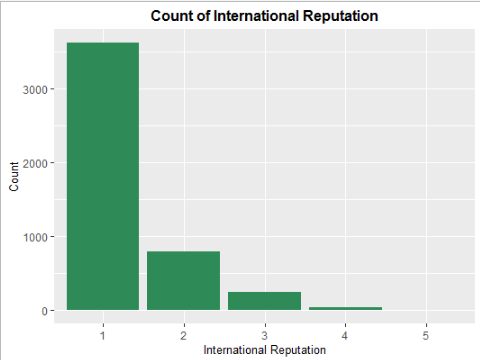 Count of International Reputation
Count
3000
2000
1000
0
1 2 3 4 5
International Reputation